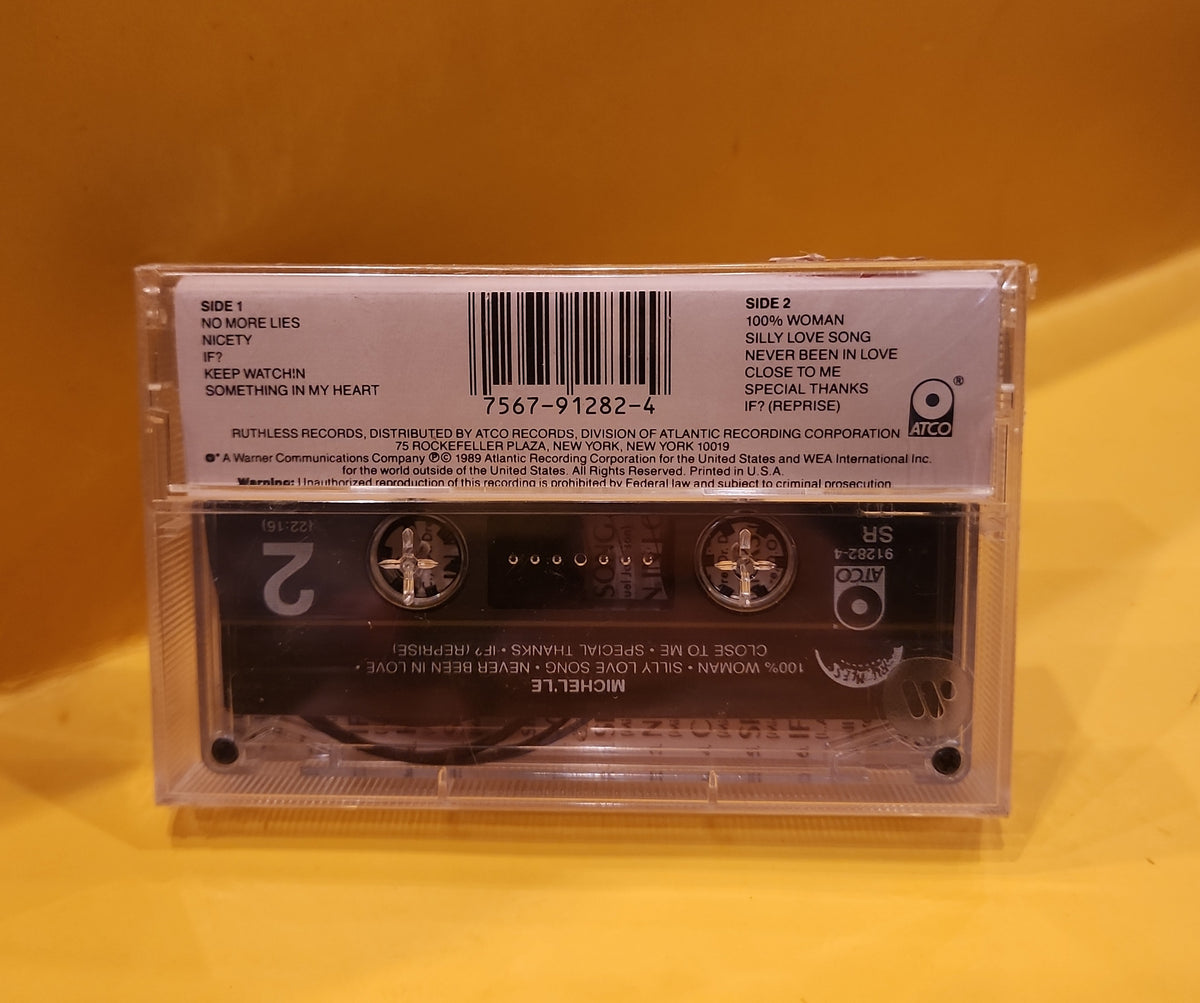 SIDE 1
NO MORE LIES
NICETY
IF?
KEEP WATCHIN
SOMETHING IN MY HEART
7567-91282-4
SIDE 2
100% WOMAN
SILLY LOVE SONG
NEVER BEEN IN LOVE
CLOSE TO ME
SPECIAL THANKS
IF? (REPRISE)
ATCO ®
RUTHLESS RECORDS, DISTRIBUTED BY ATCO RECORDS, DIVISION OF ATLANTIC RECORDING CORPORATION
75 ROCKEFELLER PLAZA, NEW YORK, NEW YORK 10019
A Warner Communications Company ℗© 1989 Atlantic Recording Corporation for the United States and WEA International Inc.
for the world outside of the United States. All Rights Reserved. Printed in U.S.A.
Warning: Unauthorized reproduction of this recording is prohibited by Federal law and subject to criminal prosecution.
MICHEL'LE
100% WOMAN • SILLY LOVE SONG • NEVER BEEN IN LOVE •
CLOSE TO ME • SPECIAL THANKS • IF? (REPRISE)
ATCO
91282-4
SR
2
(22:16)